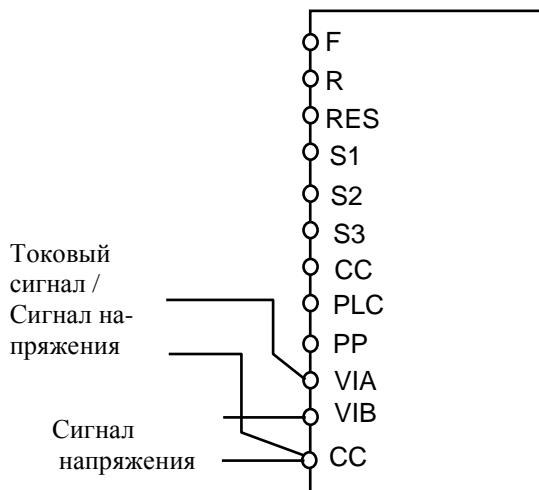 F
R
RES
S1
S2
S3
CC
PLC
PP
VIA
VIB
CC
Токовый
сигнал /
Сигнал на-
пряжения
Сигнал
напряжения